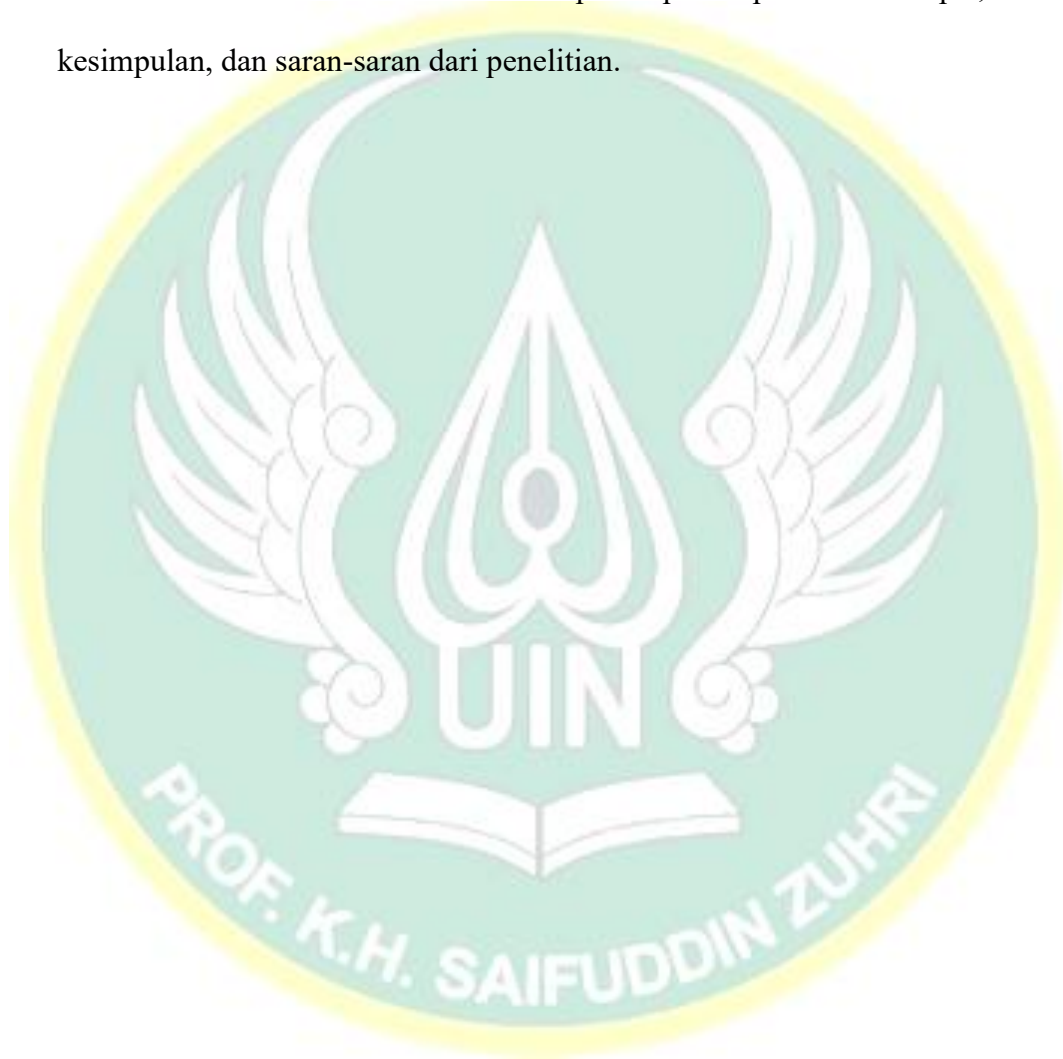 kesimpulan, dan saran-saran dari penelitian.
UIN
PROF. K.H. SAIFUDDIN ZUHRI